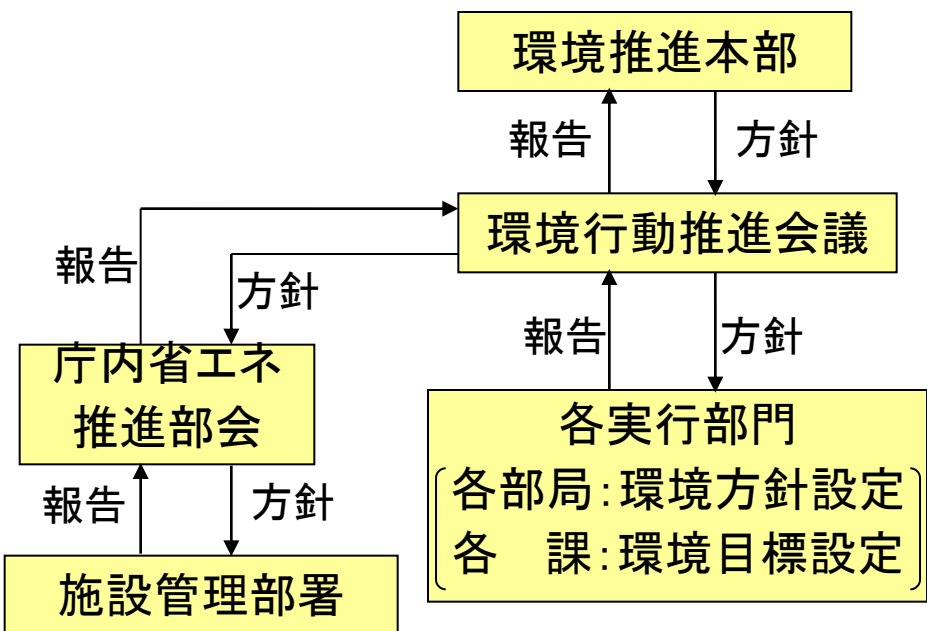 環境推進本部
報告
方針
環境行動推進会議
報告
方針
報告
方針
庁内省エネ
推進部会
各実行部門
各部局:環境方針設定
各　課:環境目標設定
報告
方針
施設管理部署